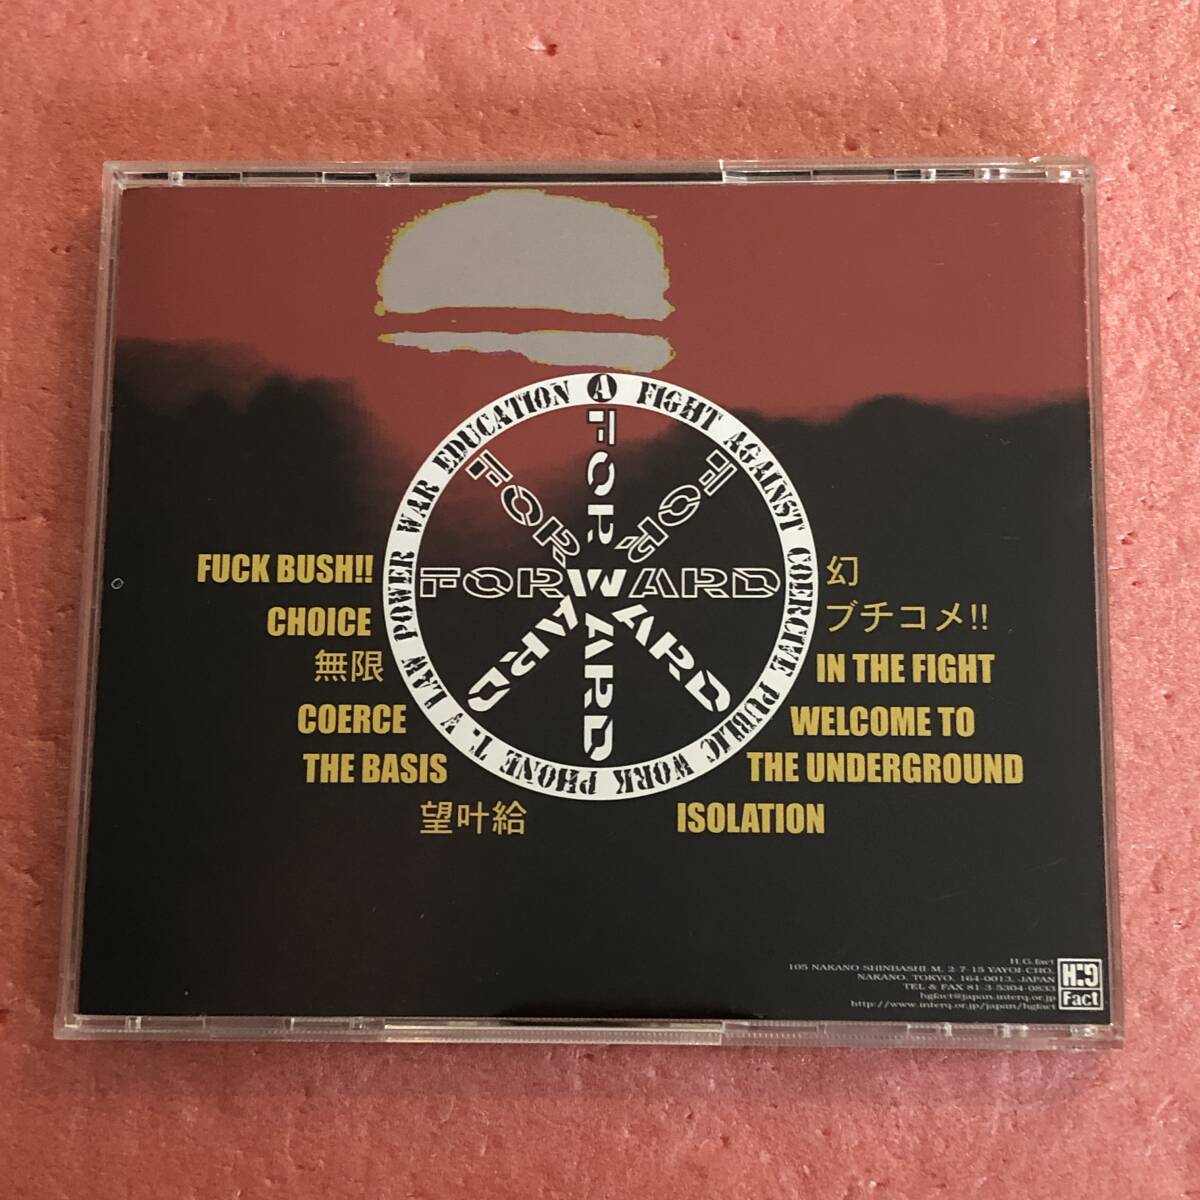 Ⓐ FIGHT AGAINST COERCIVE PUBLIC WORK PHONE T.V LAW POWER WAR EDUCATION
FORWARD
FORWARD
FORWARD
FORWARD
FUCK BUSH!!
CHOICE
無限
COERCE
THE BASIS
望叶給
幻
ブチコメ!!
IN THE FIGHT
WELCOME TO
THE UNDERGROUND
ISOLATION
H.G.fact
105 NAKANO SHINBASHI-M, 2-7-15 YAYOI-CHO,
NAKANO, TOKYO, 164-0013, JAPAN
TEL & FAX 81-3-5304-0833
hgfact@japan.interq.or.jp
http://www.interq.or.jp/japan/hgfact
H:G
Fact